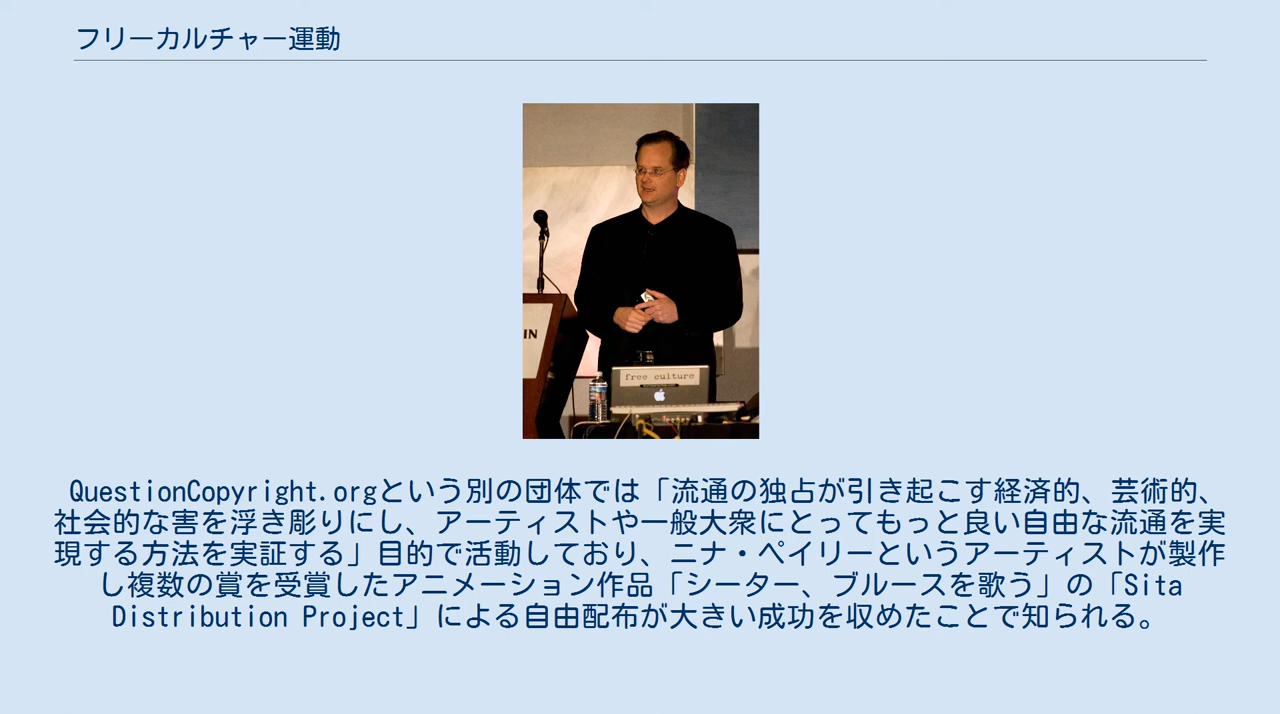 フリーカルチャー運動
IN
free culture
QuestionCopyright.orgという別の団体では「流通の独占が引き起こす経済的、芸術的、
社会的な害を浮き彫りにし、アーティストや一般大衆にとってもっと良い自由な流通を実
現する方法を実証する」目的で活動しており、ニナ・ペイリーというアーティストが製作
し複数の賞を受賞したアニメーション作品「シーター、ブルースを歌う」の「Sita
Distribution Project」による自由配布が大きい成功を収めたことで知られる。